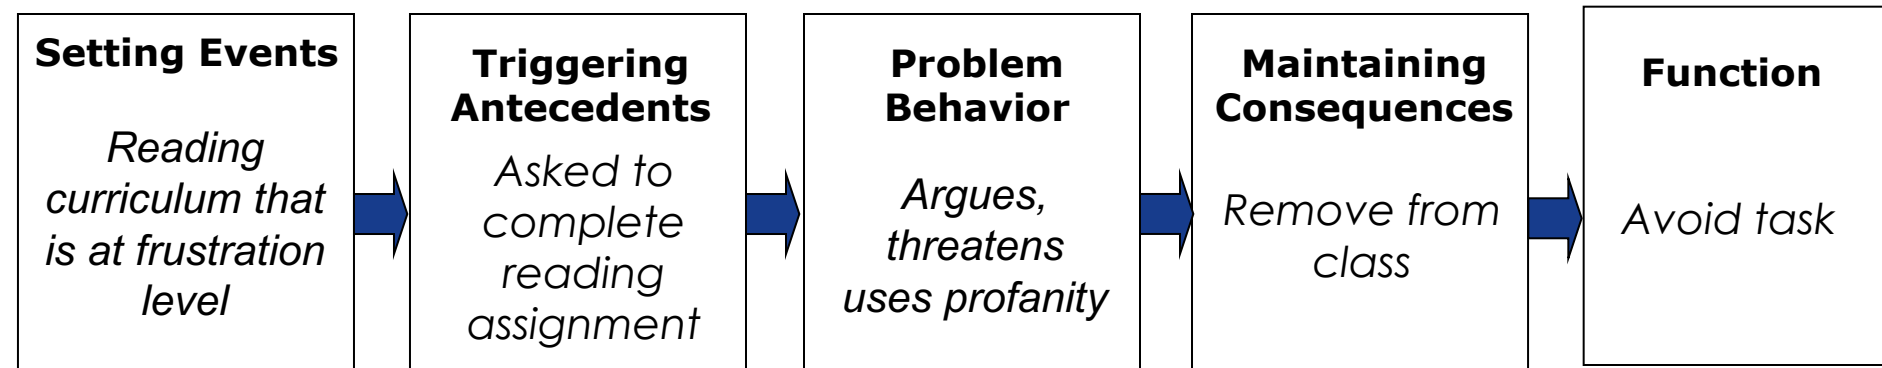 Setting Events
Reading
curriculum that
is at frustration
level
Triggering
Antecedents
Asked to
complete
reading
assignment
Problem
Behavior
Argues,
threatens
uses profanity
Maintaining
Consequences
Remove from
class
Function
Avoid task